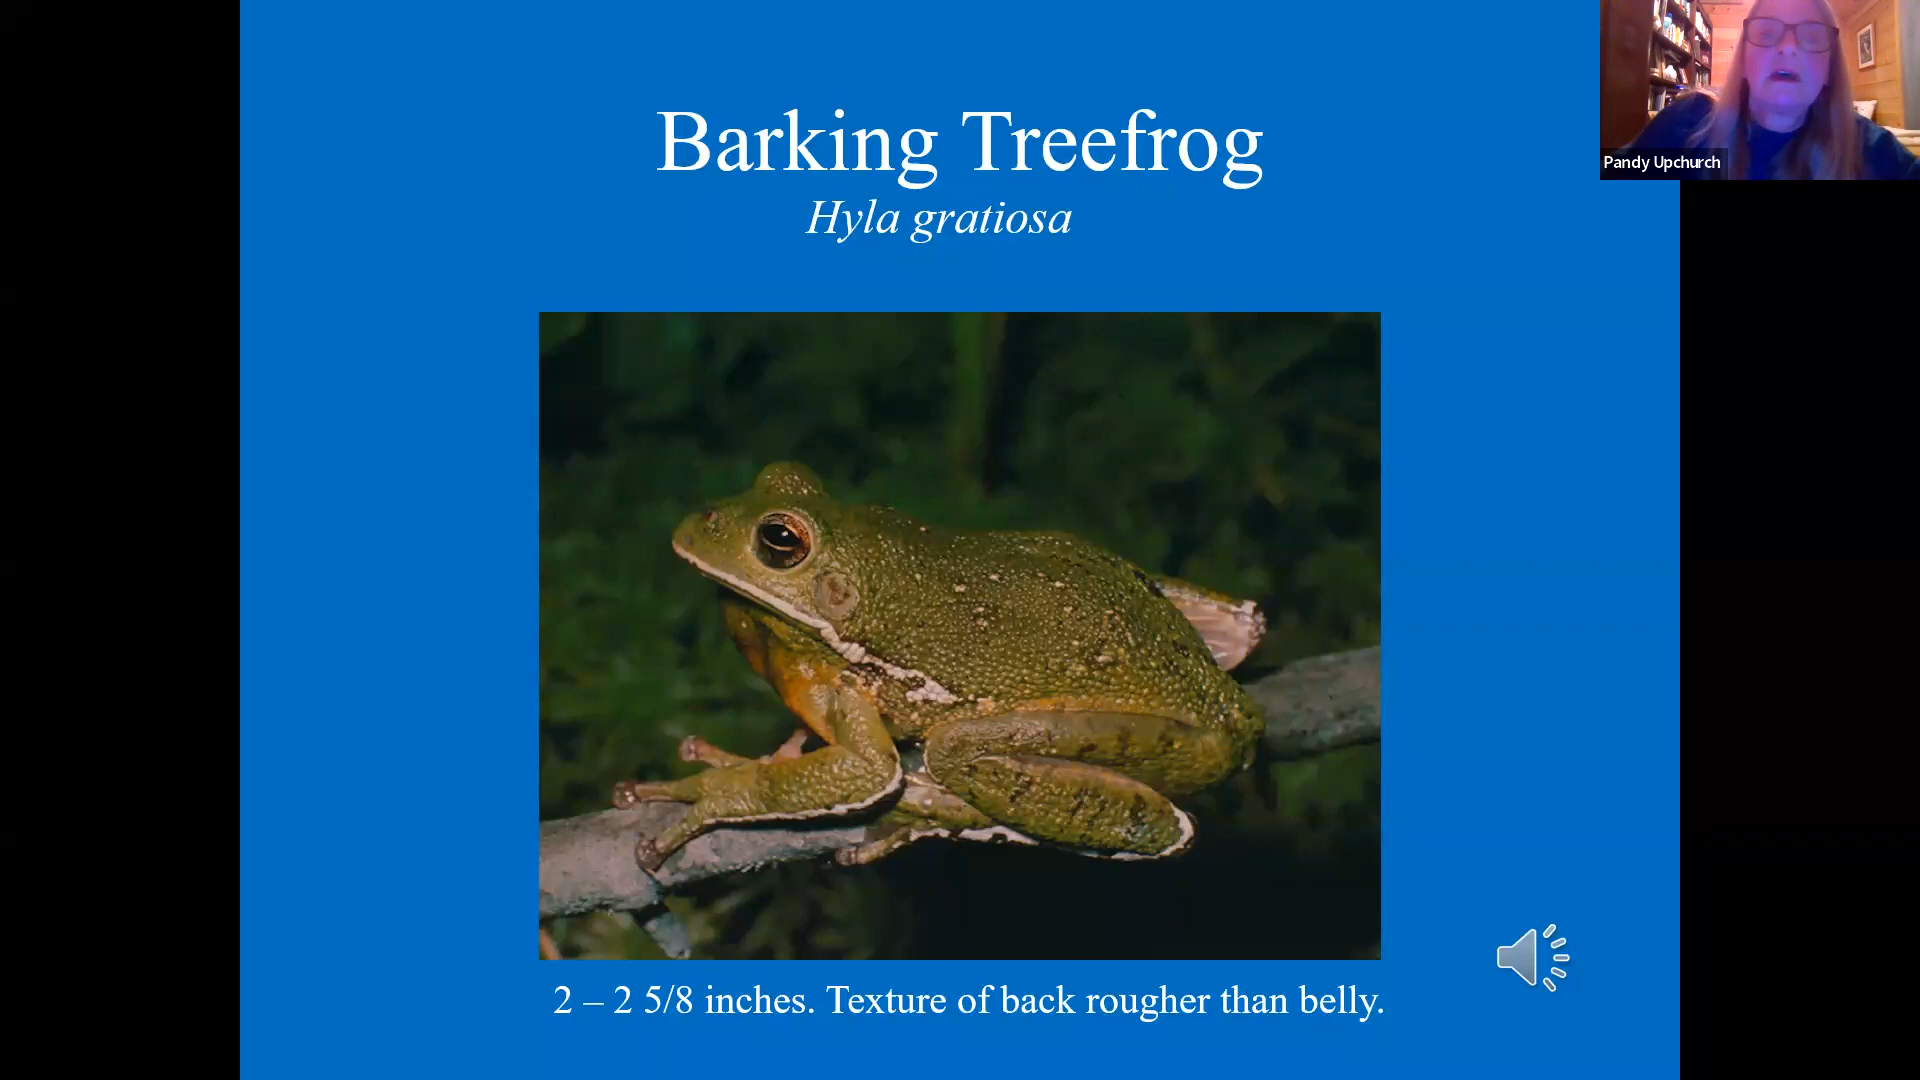 Barking Treefrog
Hyla gratiosa
Pandy Upchurch
2 – 2 5/8 inches. Texture of back rougher than belly.